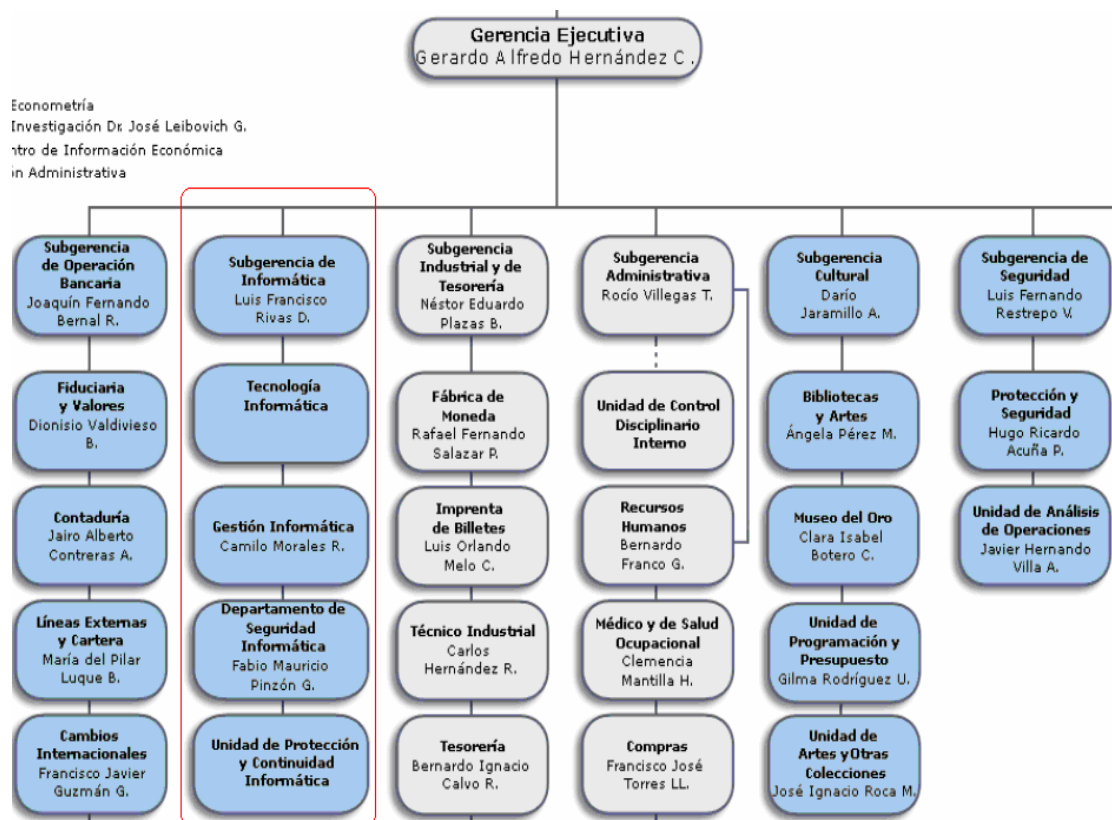 Gerencia Ejecutiva
Gerardo Alfredo Hernández C.
Econometría
Investigación Dr. José Leibovich G.
ntro de Información Económica
ón Administrativa
Subgerencia
de Operación
Bancaria
Joaquín Fernando
Bernal R.
Fiduciaria
y Valores
Dionisio Valdivieso
B.
Contaduría
Jairo Alberto
Contreras A.
Líneas Externas
y Cartera
María del Pilar
Luque B.
Cambios
Internacionales
Francisco Javier
Guzmán G.
Subgerencia de
Informática
Luis Francisco
Rivas D.
Tecnología
Informática
Gestión Informática
Camilo Morales R.
Departamento de
Seguridad
Informática
Fabio Mauricio
Pinzón G.
Unidad de Protección
y Continuidad
Informática
Subgerencia
Industrial y de
Tesorería
Néstor Eduardo
Plazas B.
Fábrica de
Moneda
Rafael Fernando
Salazar P.
Imprenta
de Billetes
Luis Orlando
Melo C.
Técnico Industrial
Carlos
Hernández R.
Tesorería
Bernardo Ignacio
Calvo R.
Subgerencia
Administrativa
Rocío Villegas T.
Unidad de Control
Disciplinario
Interno
Recursos
Humanos
Bernardo
Franco G.
Médico y de Salud
Ocupacional
Clemencia
Mantilla H.
Compras
Francisco José
Torres LL.
Subgerencia
Cultural
Darío
Jaramillo A.
Bibliotecas
y Artes
Ángela Pérez M.
Museo del Oro
Clara Isabel
Botero C.
Unidad de
Programación y
Presupuesto
Gilma Rodríguez U.
Unidad de
Artes y Otras
Colecciones
José Ignacio Roca M.
Subgerencia de
Seguridad
Luis Fernando
Restrepo V.
Protección y
Seguridad
Hugo Ricardo
Acuña P.
Unidad de Análisis
de Operaciones
Javier Hernando
Villa A.